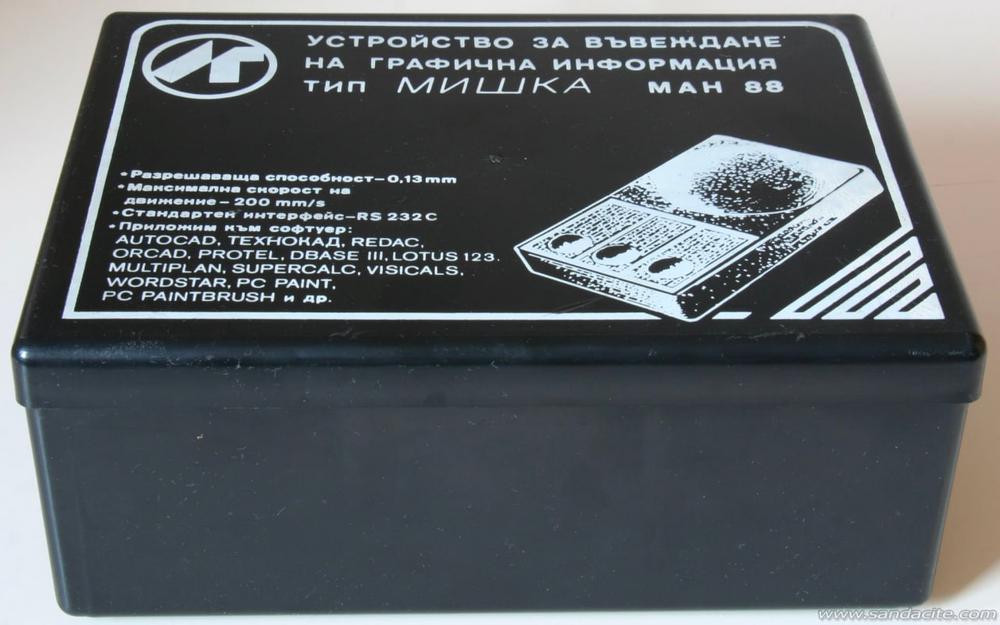 УСТРОЙСТВО ЗА ВЪВЕЖДАНЕ
НА ГРАФИЧНА ИНФОРМАЦИЯ
ТИП МИШКА МАН 88
• Разрешаваща способност – 0,13 mm
• Максимална скорост на
движение – 200 mm/s
• Стандартен интерфейс – RS 232 C
• Приложим към софтуер:
AUTOCAD, ТЕХНОКАД, REDAC,
ORCAD, PROTEL, DBASE III, LOTUS 123.
MULTIPLAN, SUPERCALC, VISICALS,
WORDSTAR, PC PAINT,
PC PAINTBRUSH и др.
www.sandacite.com